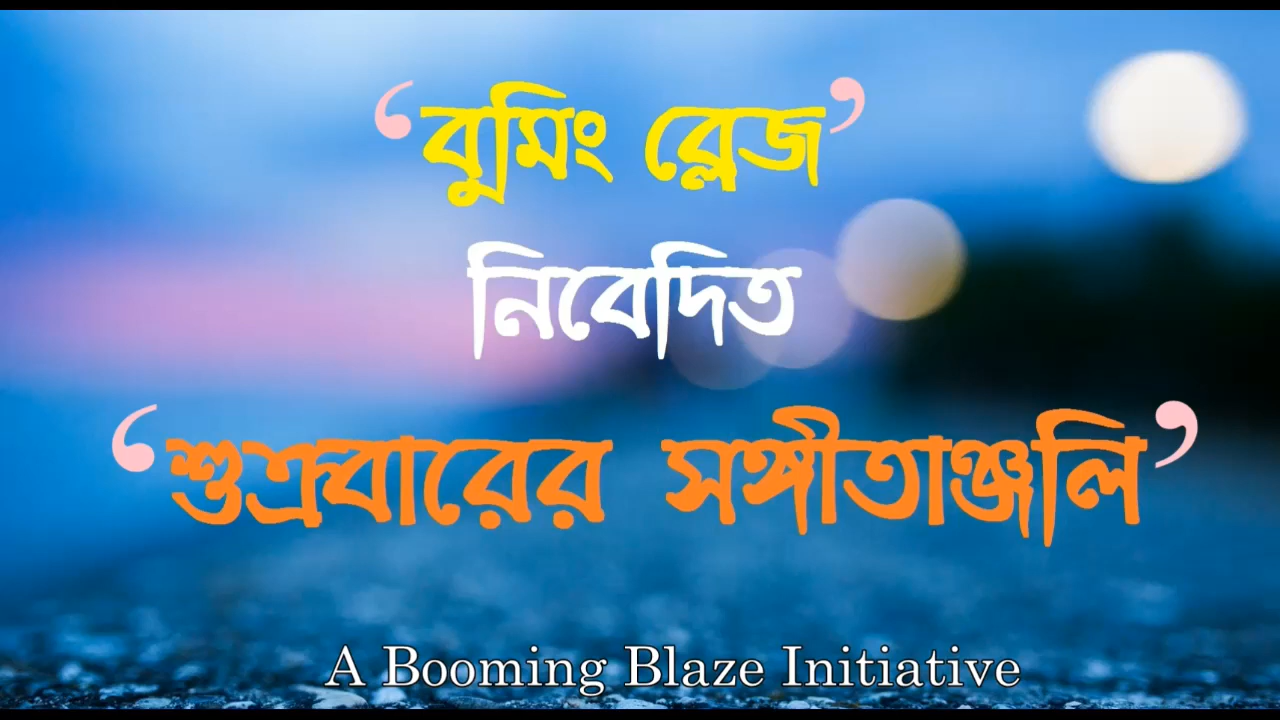 ‘বুমিং ব্লেজ’
নিবেদিত
‘শুক্রবারের সঙ্গীতাঞ্জলি’
A Booming Blaze Initiative